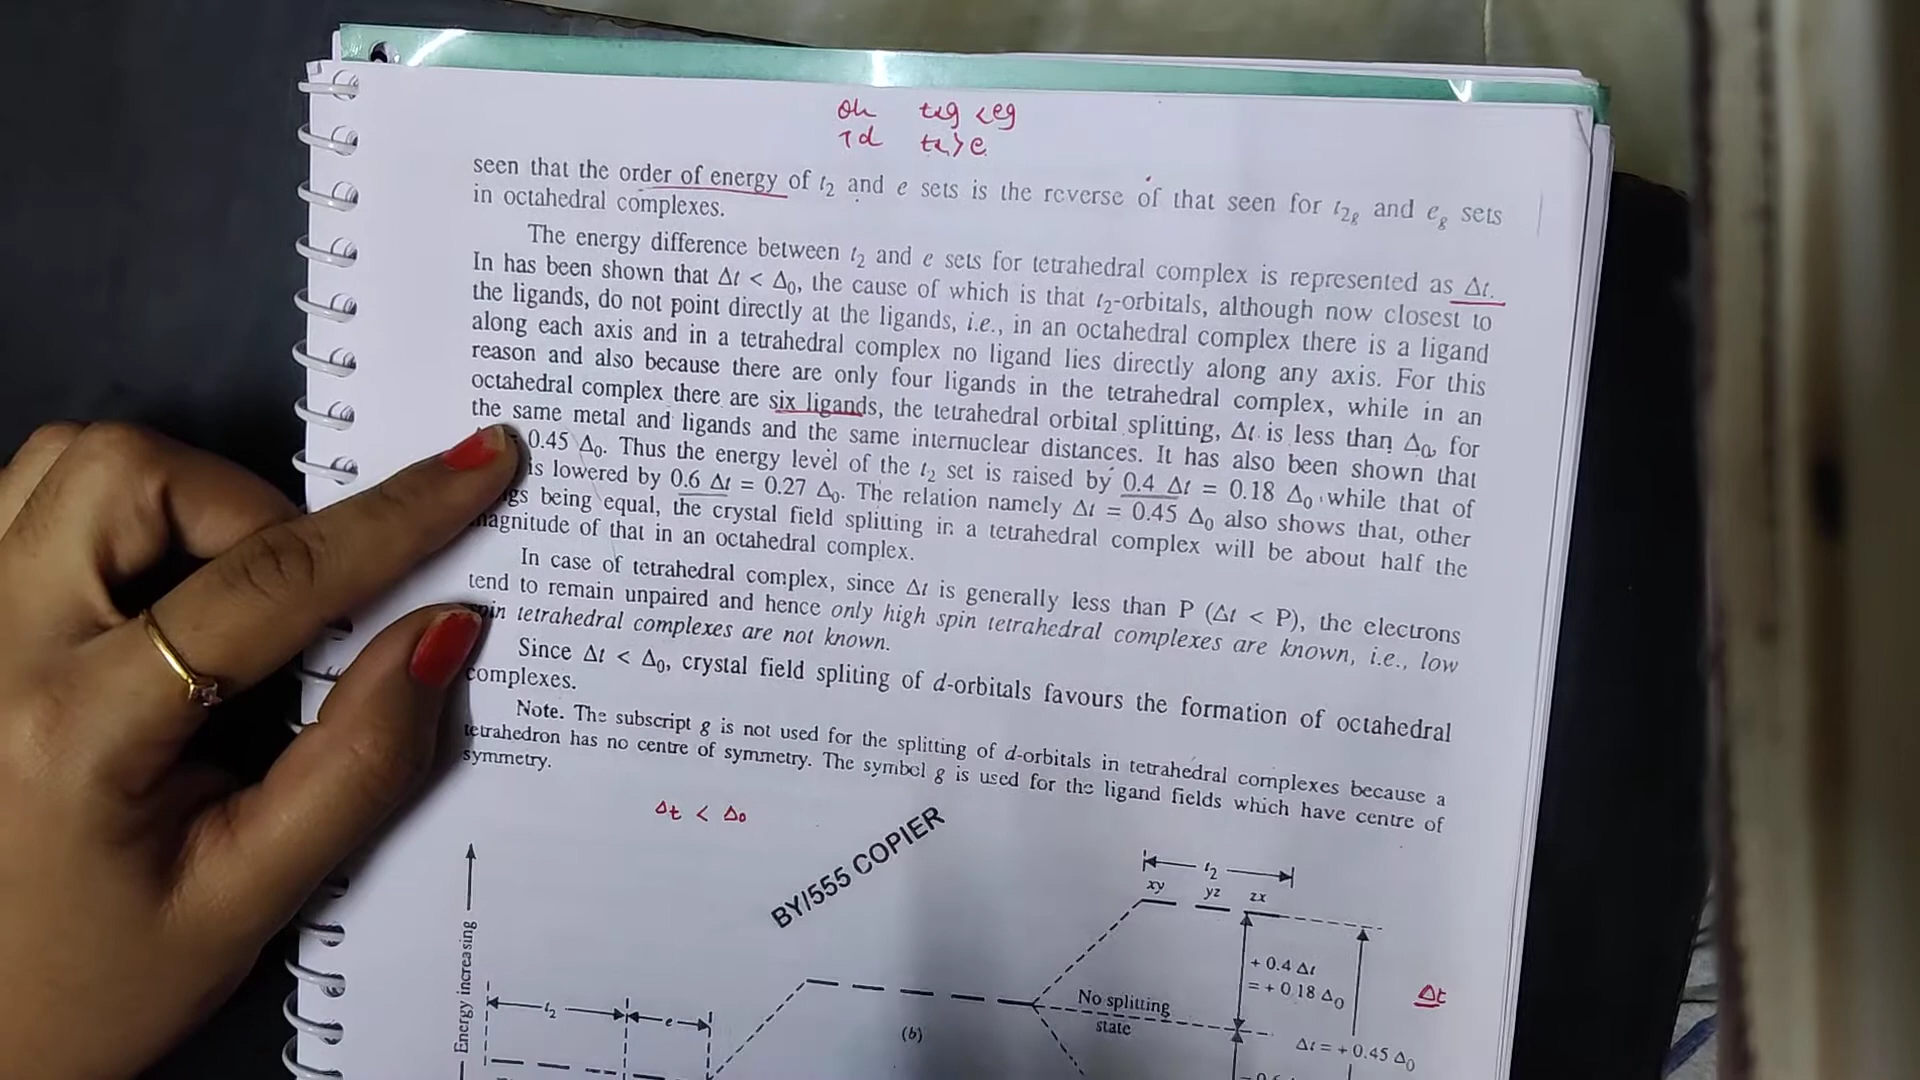 Oh t2g < eg
Td t2 > e
seen that the order of energy of t₂ and e sets is the reverse of that seen for t₂g and eg sets
in octahedral complexes.
The energy difference between t₂ and e sets for tetrahedral complex is represented as Δt.
In has been shown that Δt < Δ₀, the cause of which is that t₂-orbitals, although now closest to
the ligands, do not point directly at the ligands, i.e., in an octahedral complex there is a ligand
along each axis and in a tetrahedral complex no ligand lies directly along any axis. For this
reason and also because there are only four ligands in the tetrahedral complex, while in an
octahedral complex there are six ligands, the tetrahedral orbital splitting, Δt is less than Δ₀, for
the same metal and ligands and the same internuclear distances. It has also been shown that
= 0.45 Δ₀. Thus the energy level of the t₂ set is raised by 0.4 Δt = 0.18 Δ₀ while that of
is lowered by 0.6 Δt = 0.27 Δ₀. The relation namely Δt = 0.45 Δ₀ also shows that, other
being equal, the crystal field splitting in a tetrahedral complex will be about half the
magnitude of that in an octahedral complex.
In case of tetrahedral complex, since Δt is generally less than P (Δt < P), the electrons
tend to remain unpaired and hence only high spin tetrahedral complexes are known, i.e., low
spin tetrahedral complexes are not known.
Since Δt < Δ₀, crystal field spliting of d-orbitals favours the formation of octahedral
complexes.
Note. The subscript g is not used for the splitting of d-orbitals in tetrahedral complexes because a
tetrahedron has no centre of symmetry. The symbol g is used for the ligand fields which have centre of
symmetry.
Δt < Δ₀
BY/555 COPIER
t₂
xy yz zx
Energy increasing
+ 0.4 Δt
= + 0.18 Δ₀
Δt
t₂ e
No splitting
state
(b)
Δt = + 0.45 Δ₀